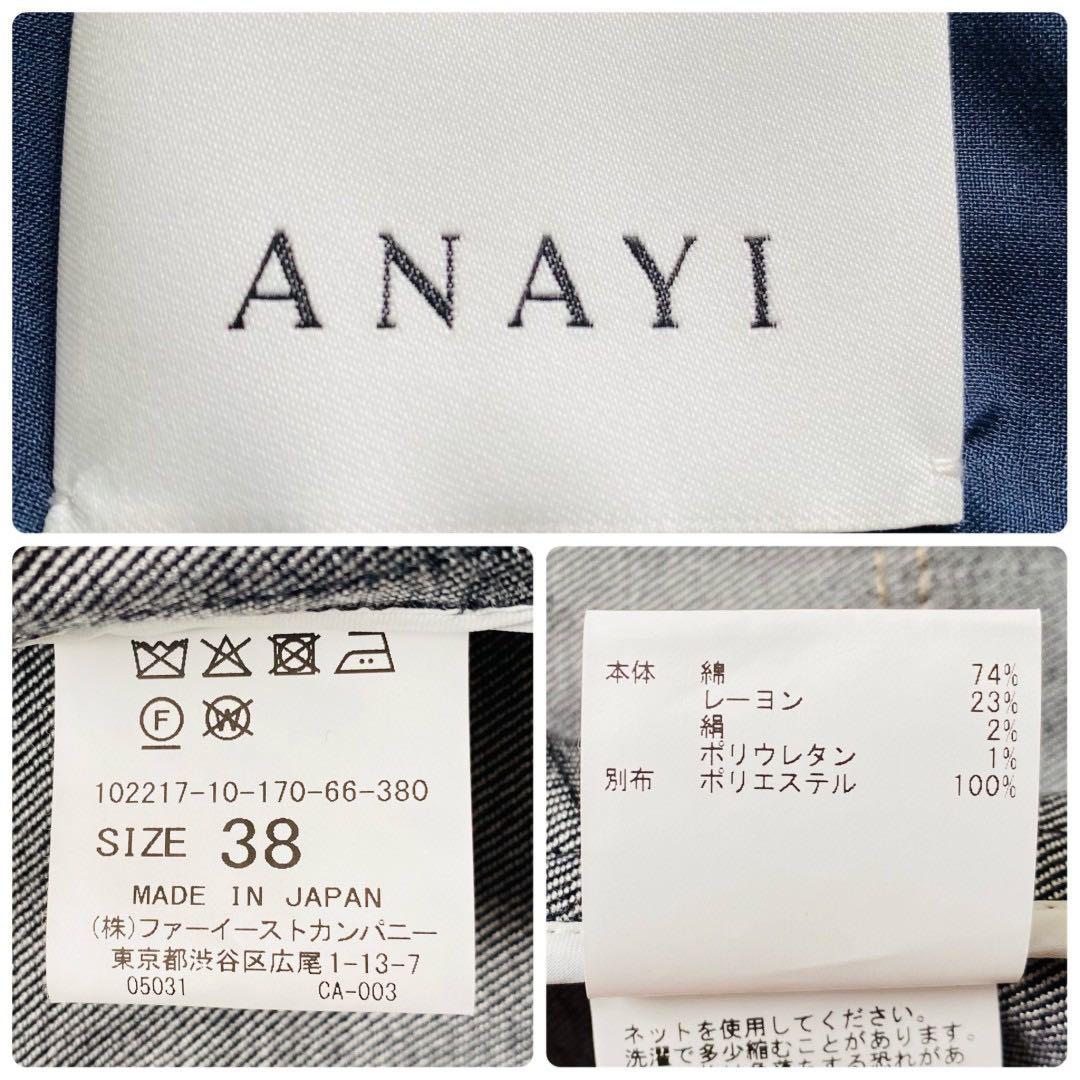 ANAYI
F W
102217-10-170-66-380
SIZE 38
MADE IN JAPAN
(株)ファーイーストカンパニー
東京都渋谷区広尾1-13-7
05031 CA-003
本体 綿 74%
レーヨン 23%
絹 2%
ポリウレタン 1%
別布 ポリエステル 100%
ネットを使用してください。
洗濯で多少縮むことがあります。